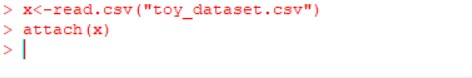 > x<-read.csv("toy_dataset.csv")
> attach(x)
>